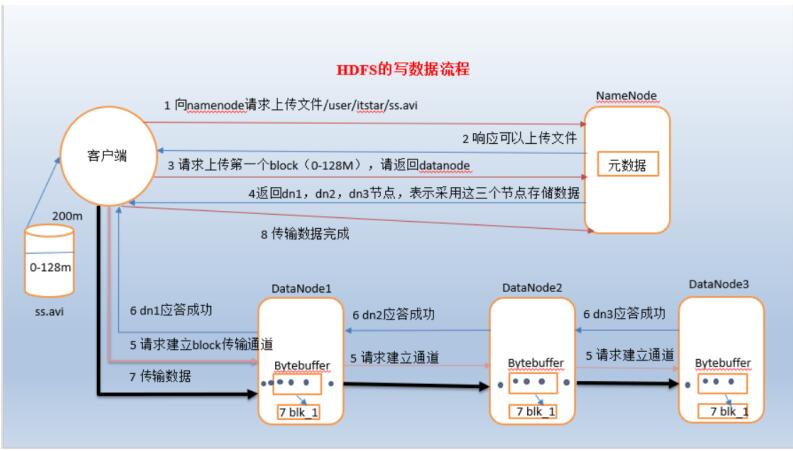 HDFS的写数据流程
NameNode
1 向namenode请求上传文件/user/itstar/ss.avi
2 响应可以上传文件
客户端
元数据
3 请求上传第一个block（0-128M），请返回datanode
4返回dn1，dn2，dn3节点，表示采用这三个节点存储数据
200m
8 传输数据完成
0-128m
ss.avi
DataNode1
DataNode2
DataNode3
6 dn1应答成功
6 dn2应答成功
6 dn3应答成功
5 请求建立block传输通道
5 请求建立通道
5 请求建立通道
7 传输数据
Bytebuffer
Bytebuffer
Bytebuffer
7 blk_1
7 blk_1
7 blk_1